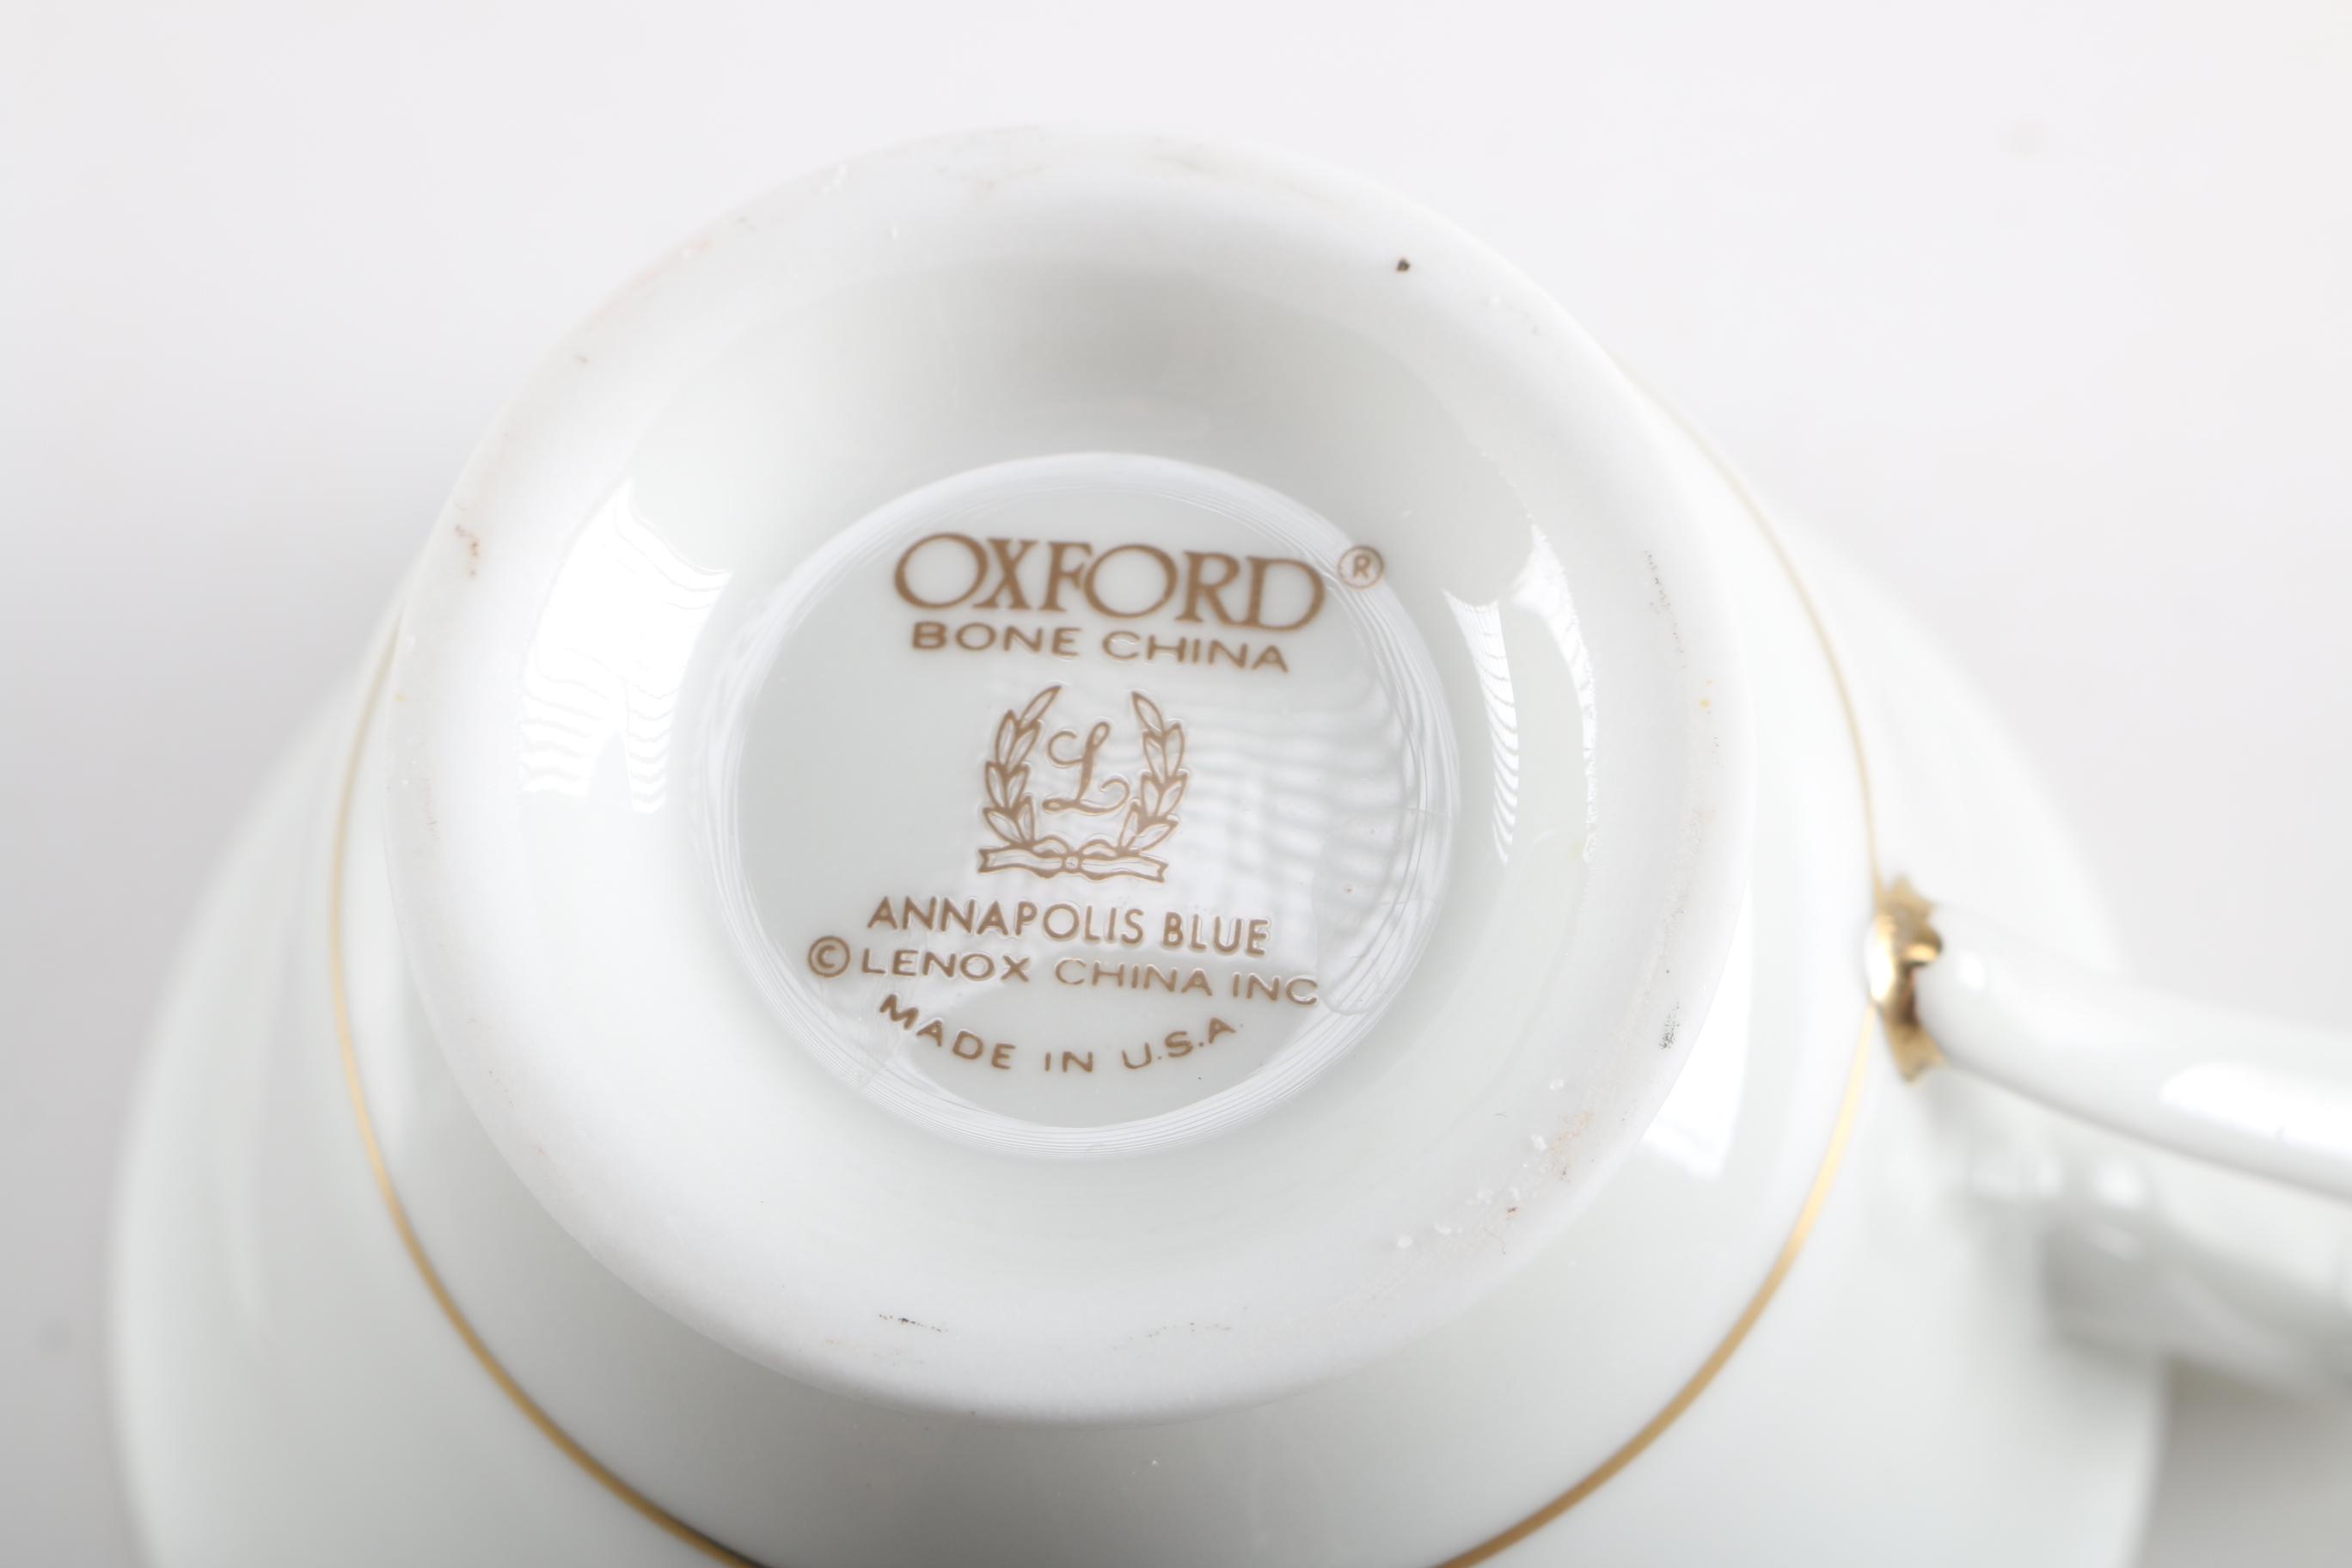 OXFORD®
BONE CHINA
L
ANNAPOLIS BLUE
© LENOX CHINA INC
MADE IN U.S.A.